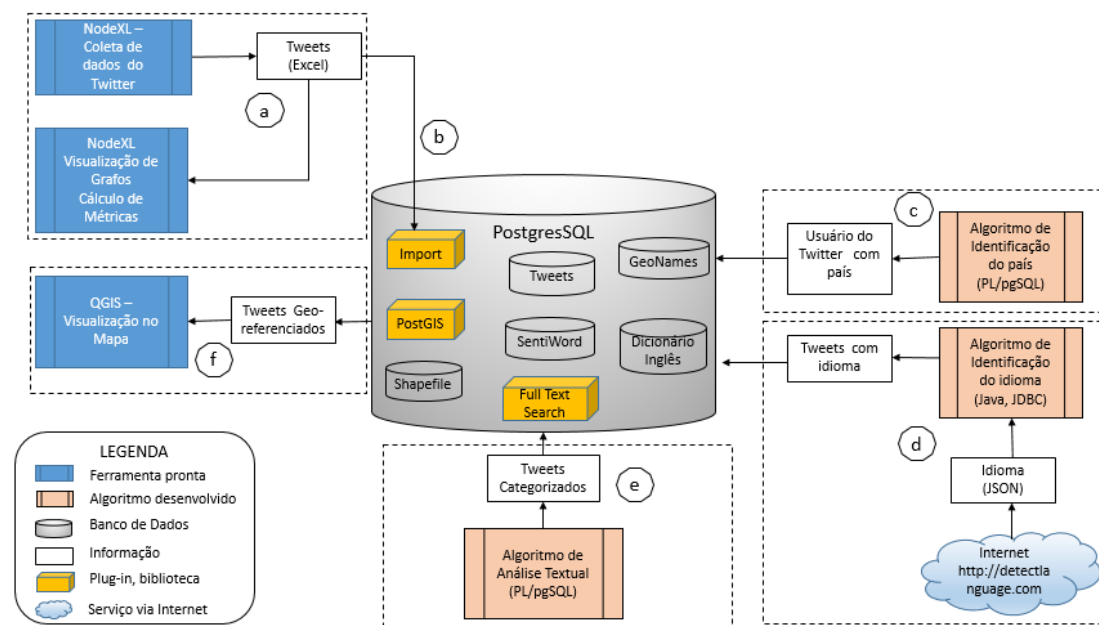 NodeXL –
Coleta de
dados do
Twitter
Tweets
(Excel)
a
b
NodeXL
Visualização de
Grafos
Cálculo de
Métricas
PostgresSQL
Import
Tweets
GeoNames
PostGIS
SentiWord
Dicionário
Inglês
Shapefile
Full Text
Search
c
Usuário do
Twitter com
país
Algoritmo de
Identificação
do país
(PL/pgSQL)
QGIS –
Visualização no
Mapa
Tweets Geo-
referenciados
f
Tweets com
idioma
Algoritmo de
Identificação
do idioma
(Java, JDBC)
d
Idioma
(JSON)
Internet
http://detectla
nguage.com
Tweets
Categorizados
e
Algoritmo de
Análise Textual
(PL/pgSQL)
LEGENDA
Ferramenta pronta
Algoritmo desenvolvido
Banco de Dados
Informação
Plug-in, biblioteca
Serviço via Internet